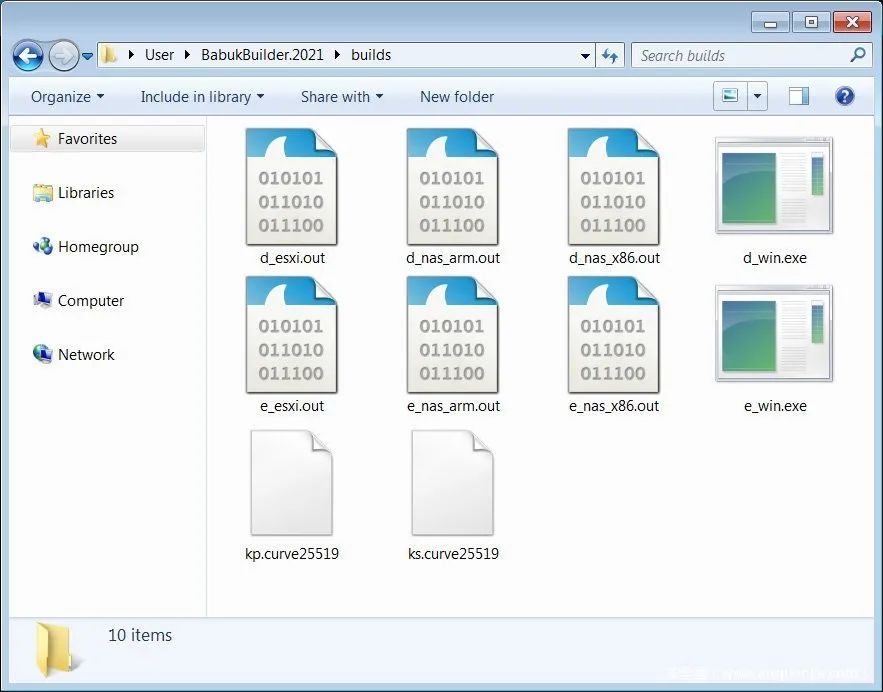 User BabukBuilder.2021 builds
Search builds
Organize Include in library Share with New folder
Favorites
Libraries
Homegroup
Computer
Network
010101 010101 010101
011010 011010 011010
011100 011100 011100
d_esxi.out d_nas_arm.out d_nas_x86.out d_win.exe
010101 010101 010101
011010 011010 011010
011100 011100 011100
e_esxi.out e_nas_arm.out e_nas_x86.out e_win.exe
kp.curve25519 ks.curve25519
10 items